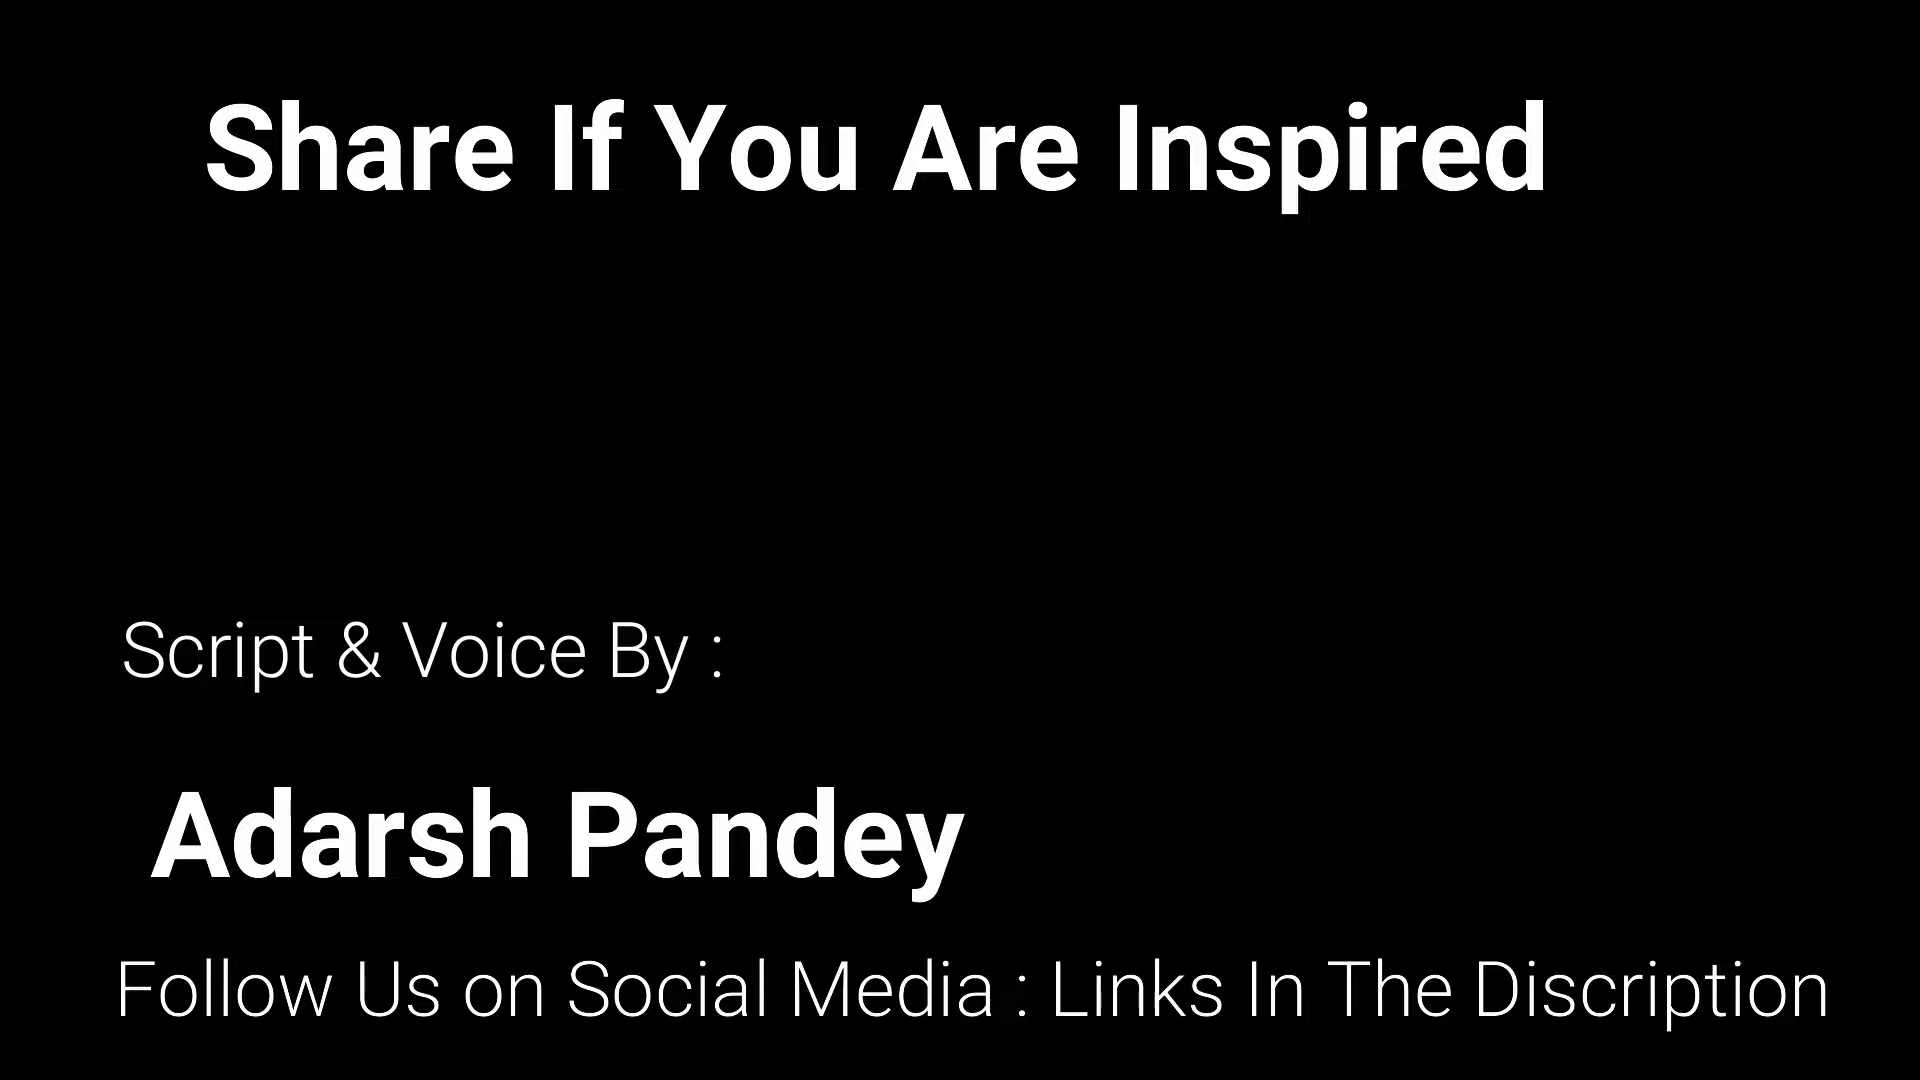 Share If You Are Inspired
Script & Voice By :
Adarsh Pandey
Follow Us on Social Media : Links In The Discription